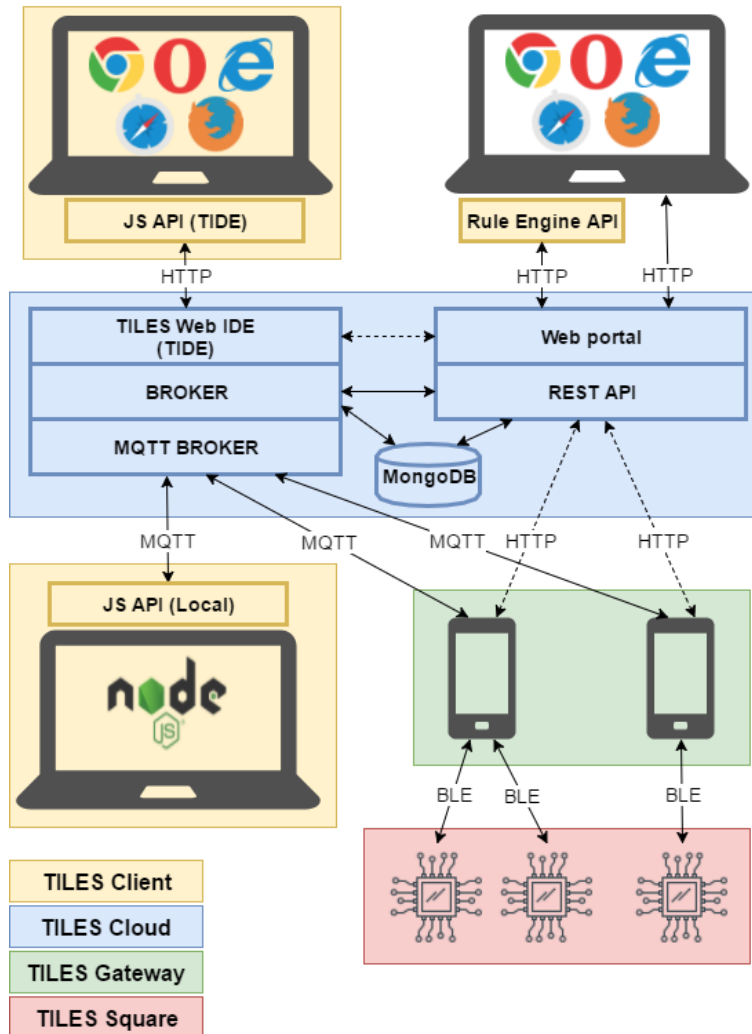 JS API (TIDE)
Rule Engine API
HTTP
HTTP
HTTP
TILES Web IDE
(TIDE)
Web portal
BROKER
REST API
MQTT BROKER
MongoDB
MQTT
MQTT
MQTT
HTTP
HTTP
JS API (Local)
node
JS
BLE
BLE
BLE
TILES Client
TILES Cloud
TILES Gateway
TILES Square